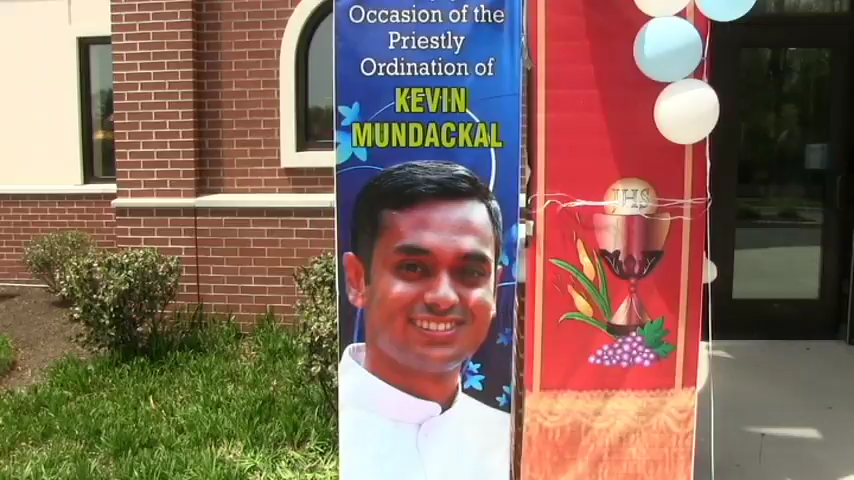 Occasion of the
Priestly
Ordination of
KEVIN
MUNDACKAL
IHS